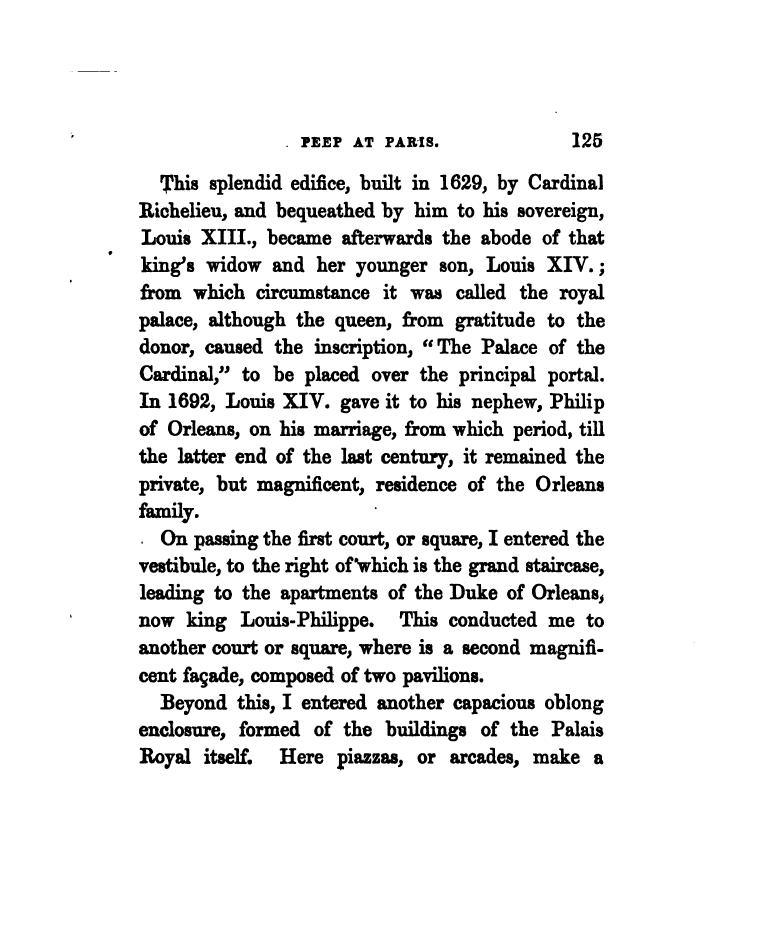 PEEP AT PARIS. 125
This splendid edifice, built in 1629, by Cardinal
Richelieu, and bequeathed by him to his sovereign,
Louis XIII., became afterwards the abode of that
king's widow and her younger son, Louis XIV.;
from which circumstance it was called the royal
palace, although the queen, from gratitude to the
donor, caused the inscription, "The Palace of the
Cardinal," to be placed over the principal portal.
In 1692, Louis XIV. gave it to his nephew, Philip
of Orleans, on his marriage, from which period, till
the latter end of the last century, it remained the
private, but magnificent, residence of the Orleans
family.
On passing the first court, or square, I entered the
vestibule, to the right of which is the grand staircase,
leading to the apartments of the Duke of Orleans,
now king Louis-Philippe. This conducted me to
another court or square, where is a second magnifi-
cent façade, composed of two pavilions.
Beyond this, I entered another capacious oblong
enclosure, formed of the buildings of the Palais
Royal itself. Here piazzas, or arcades, make a